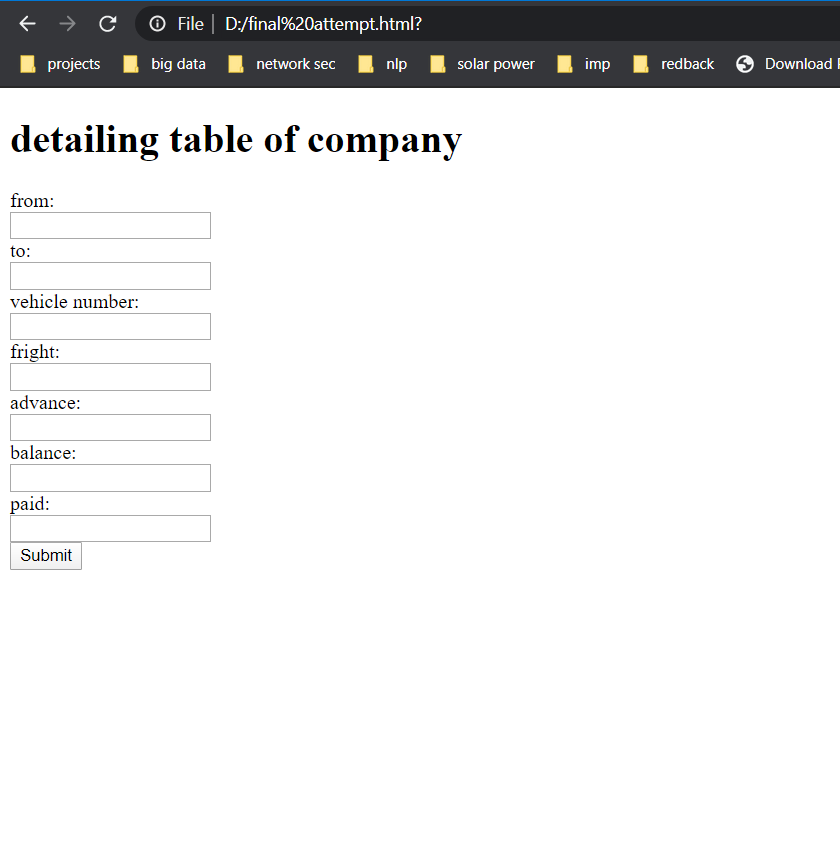 File | D:/final%20attempt.html?
projects big data network sec nlp solar power imp redback Download
detailing table of company
from:
to:
vehicle number:
fright:
advance:
balance:
paid:
Submit